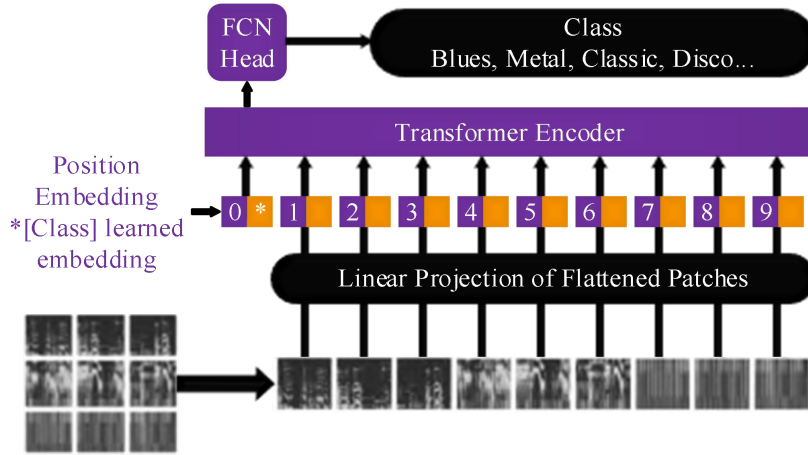 FCN
Head
Class
Blues, Metal, Classic, Disco...
Transformer Encoder
Position
Embedding
*[Class] learned
embedding
0 * 1 2 3 4 5 6 7 8 9
Linear Projection of Flattened Patches